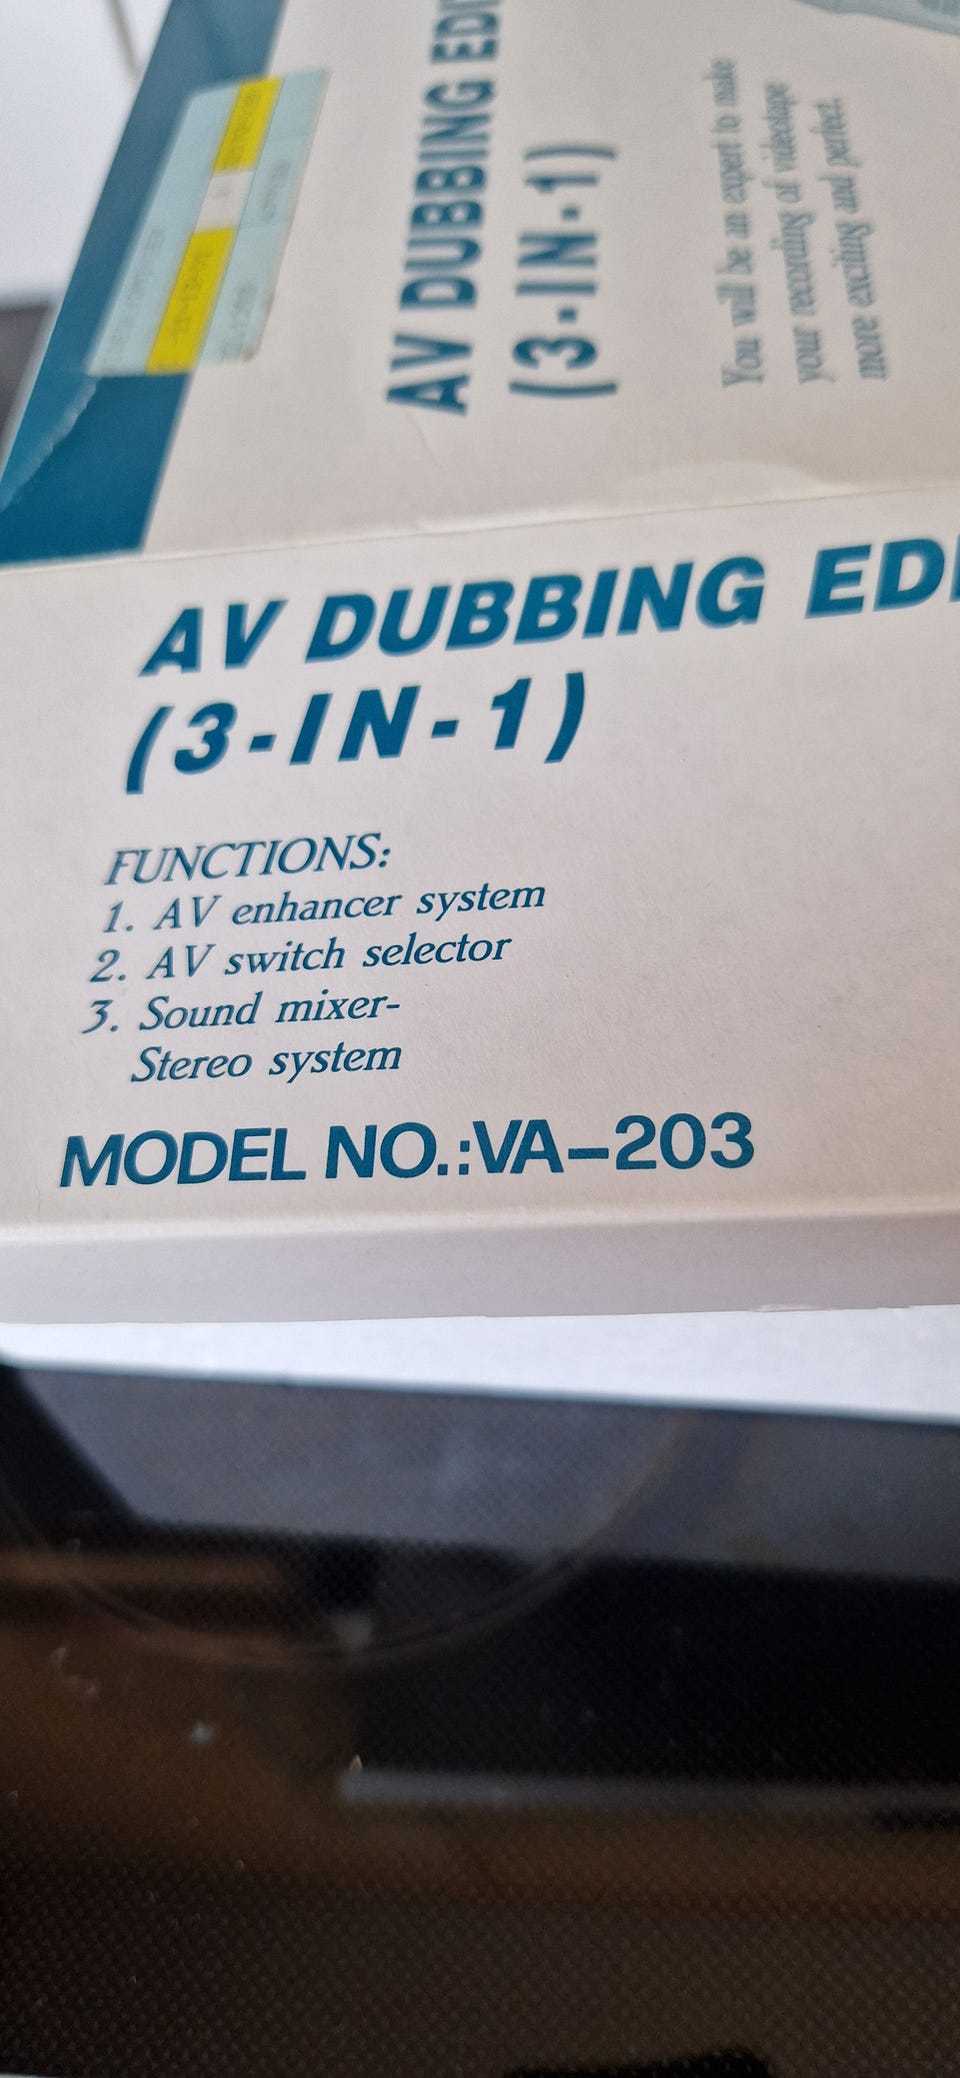 AV DUBBING EDI
(3-IN-1)
You will be an expert to make
your recording of videotape
more exciting and perfect.
AV DUBBING EDI
(3-IN-1)
FUNCTIONS:
1. AV enhancer system
2. AV switch selector
3. Sound mixer-
Stereo system
MODEL NO.:VA–203